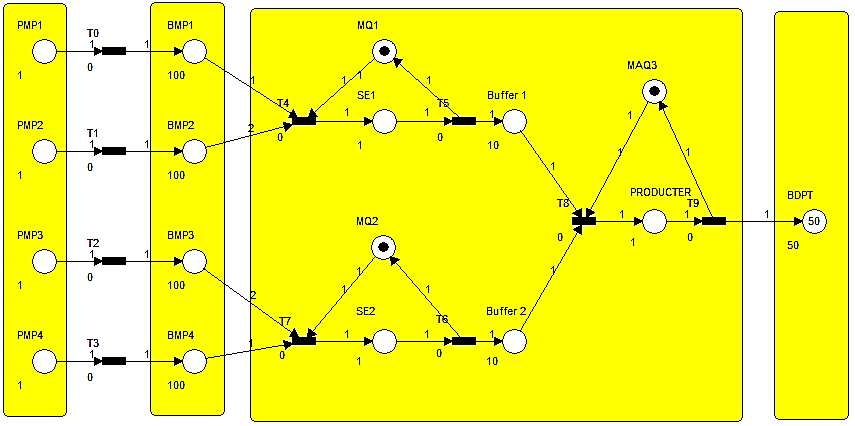 PMP1
1
T0
1
0
1
BMP1
100
PMP2
1
T1
1
0
1
BMP2
100
PMP3
1
T2
1
0
1
BMP3
100
PMP4
1
T3
1
0
1
BMP4
100
1
2
T4
0
MQ1
1
1
1
SE1
1
1
1
T5
0
1
Buffer 1
10
2
1
T7
0
MQ2
1
1
1
SE2
1
1
1
T6
0
1
Buffer 2
10
1
1
T8
0
MAQ3
1
1
1
PRODUCTER
1
1
1
T9
0
1
BDPT
50
50